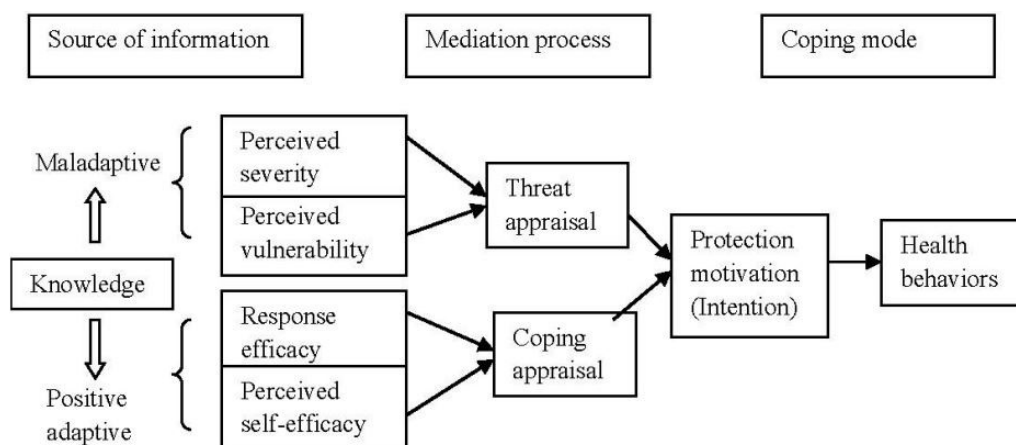 Source of information
Mediation process
Coping mode
Maladaptive
Knowledge
Positive
adaptive
Perceived
severity
Perceived
vulnerability
Response
efficacy
Perceived
self-efficacy
Threat
appraisal
Coping
appraisal
Protection
motivation
(Intention)
Health
behaviors